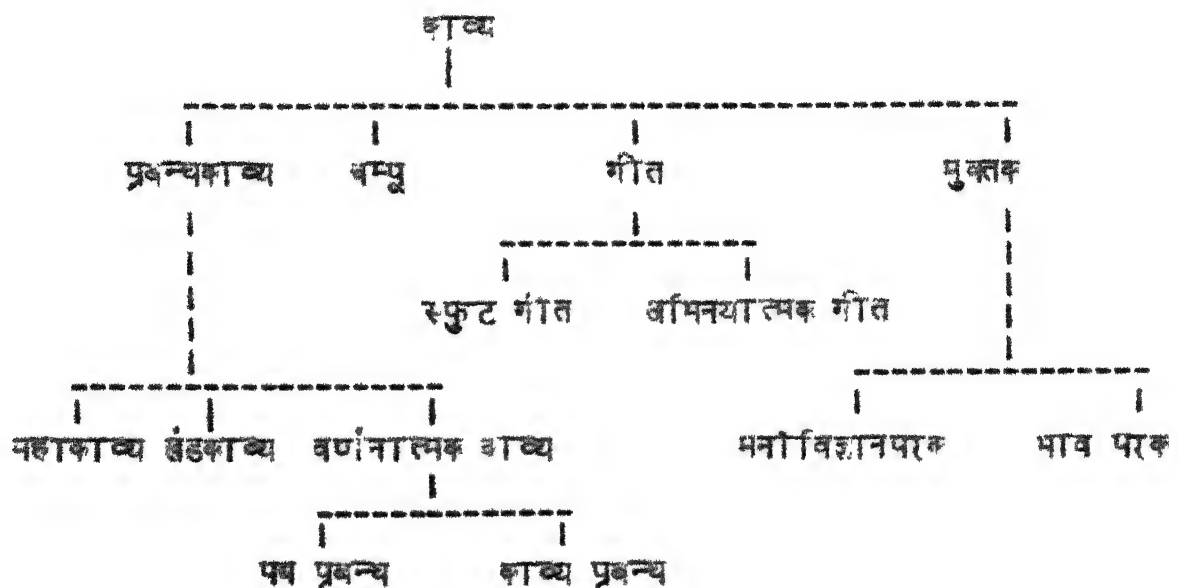 काव्य
प्रबन्धकाव्य चम्पू गीत मुक्तक
स्फुट गीत अभिनयात्मक गीत
महाकाव्य खंडकाव्य वर्णनात्मक काव्य मनोविज्ञानपरक भाव परक
पद्य प्रबन्ध काव्य प्रबन्ध